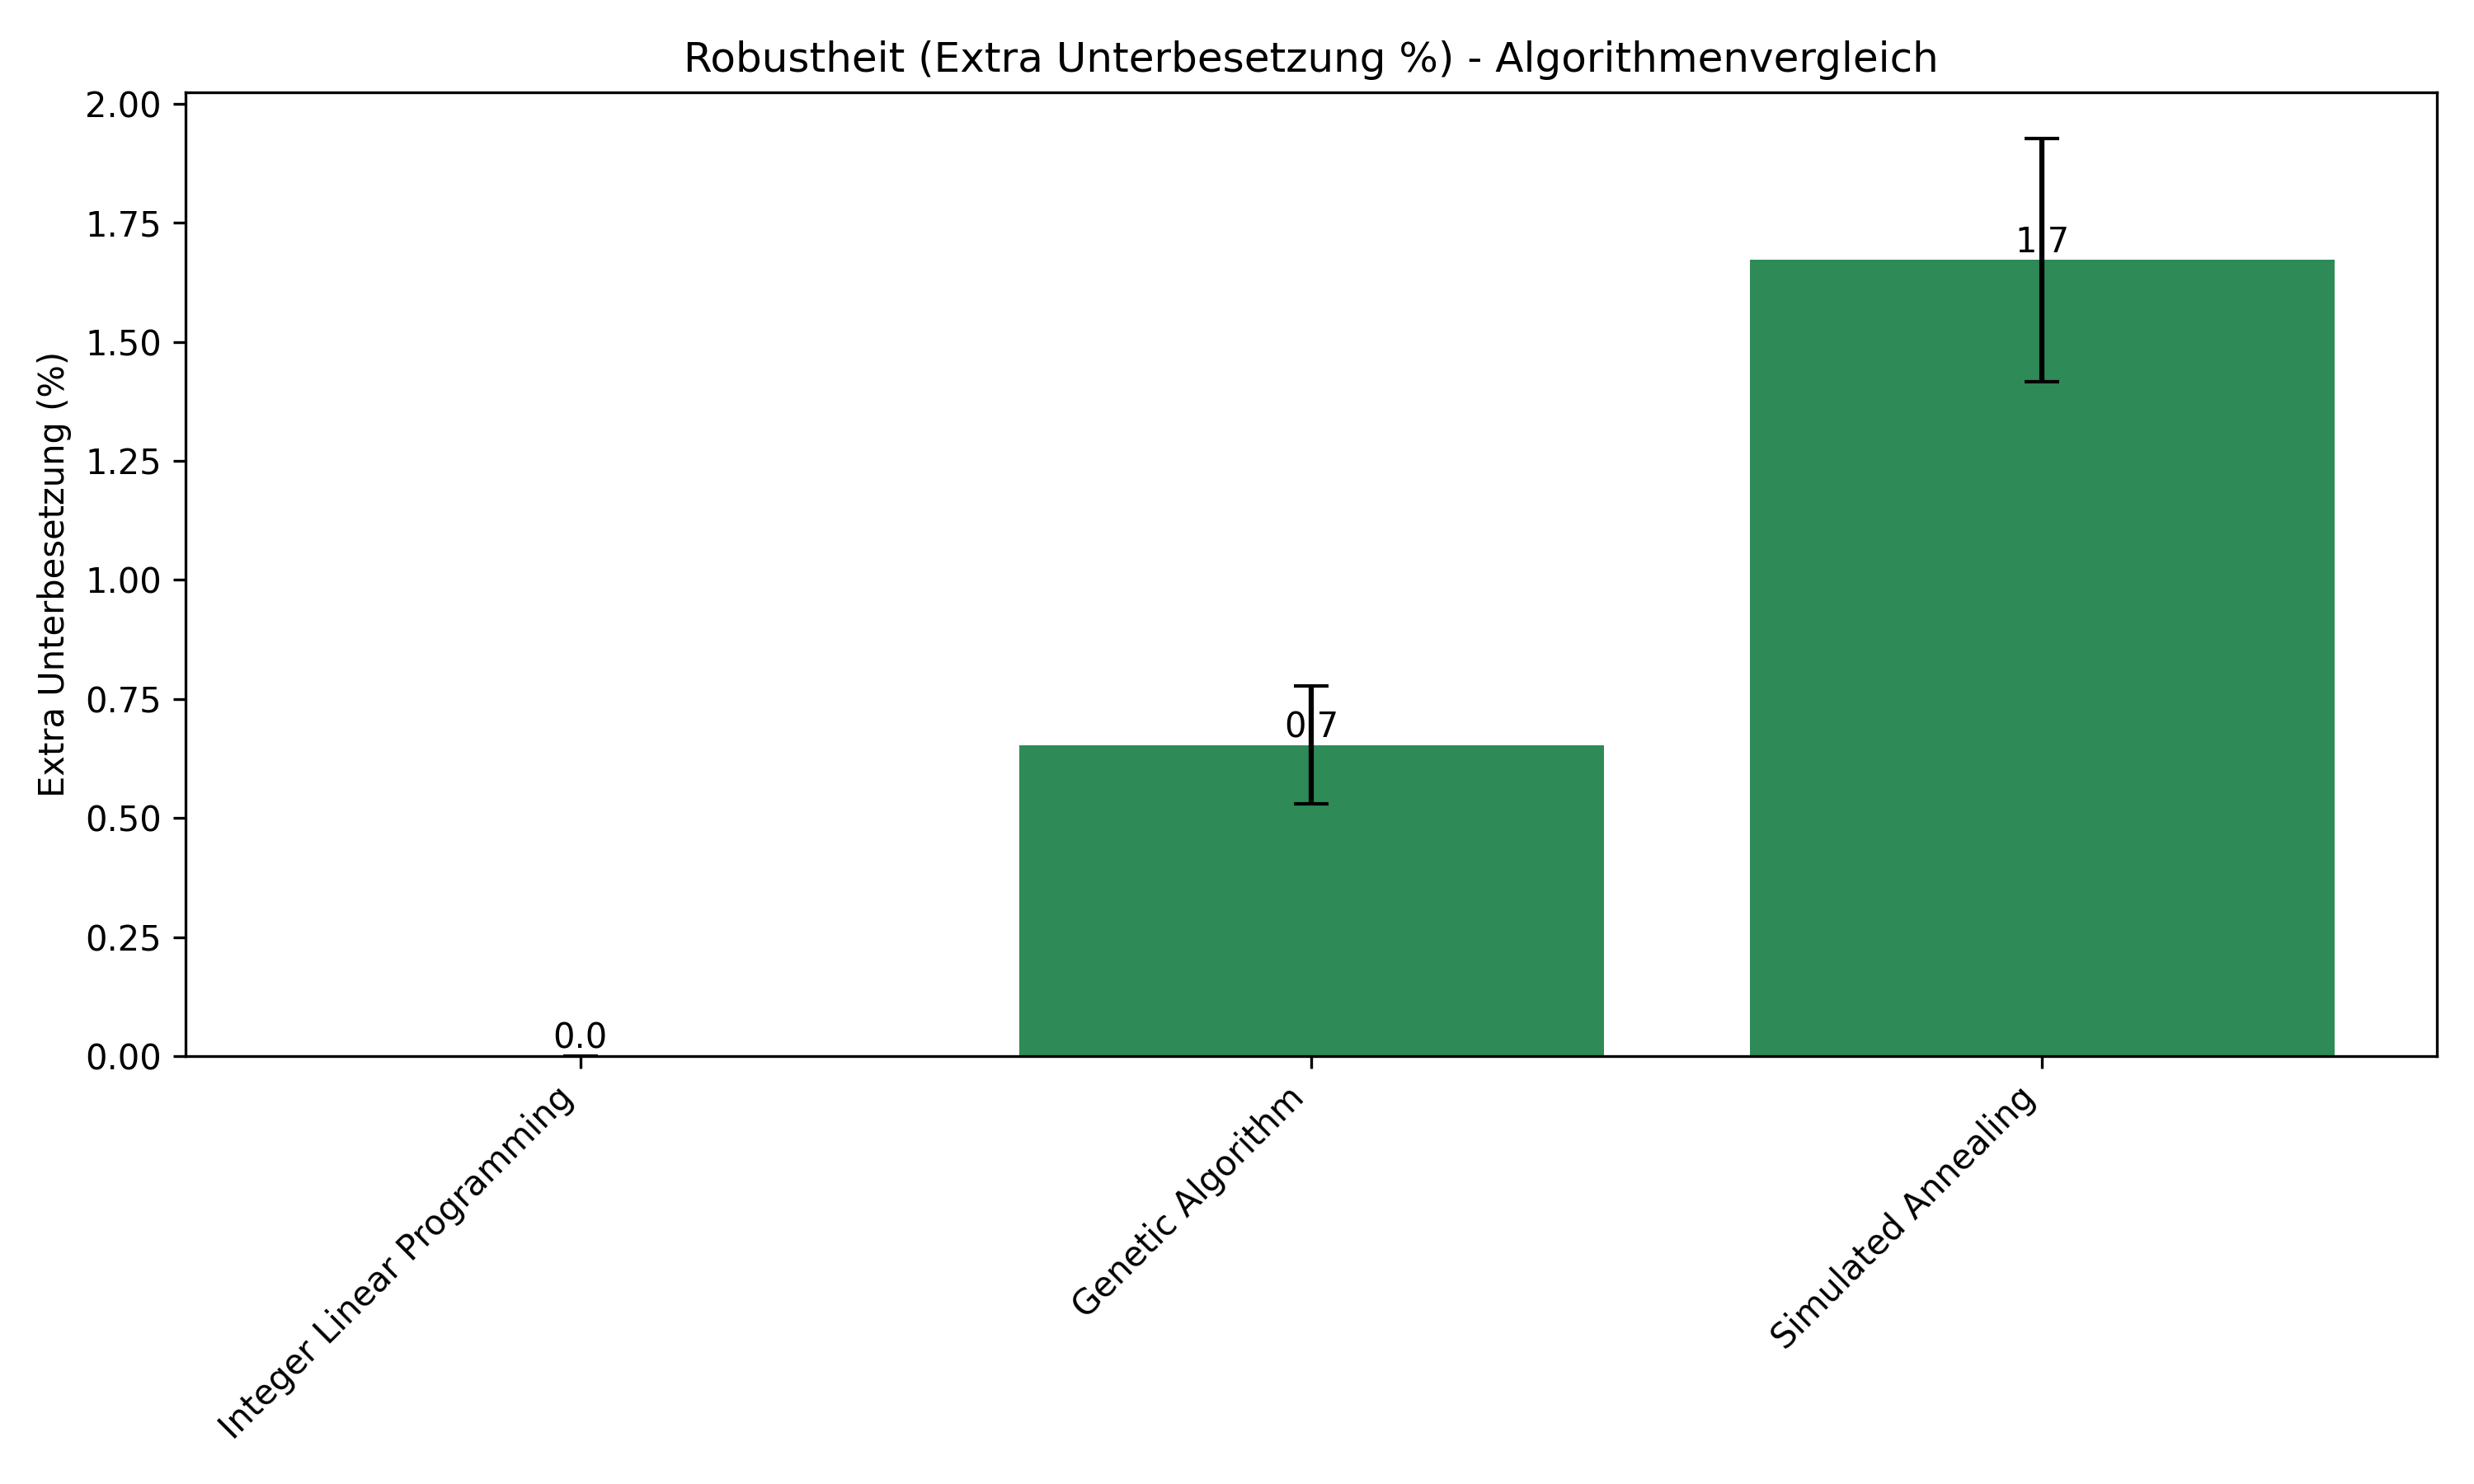 Robustheit (Extra Unterbesetzung %) - Algorithmenvergleich
Extra Unterbesetzung (%)
2.00
1.75
1.50
1.25
1.00
0.75
0.50
0.25
0.00
0.0
0.7
1.7
Integer Linear Programming
Genetic Algorithm
Simulated Annealing